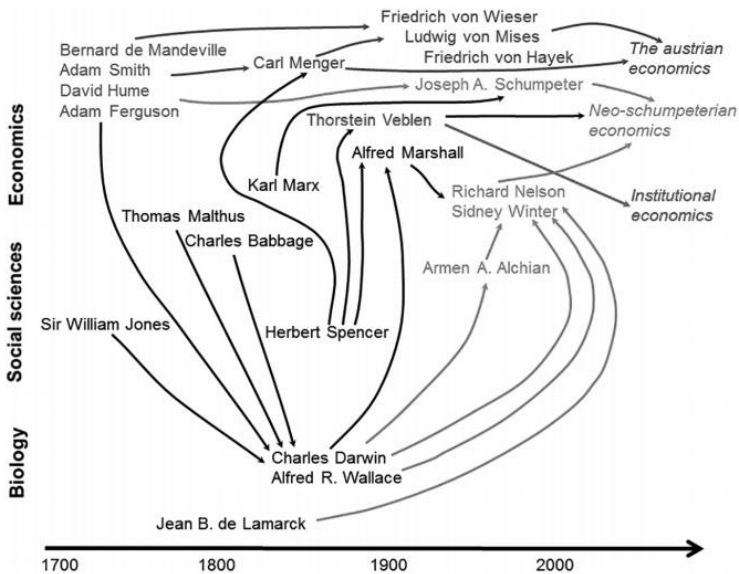 Friedrich von Wieser
Ludwig von Mises
Friedrich von Hayek
The austrian
economics
Bernard de Mandeville
Adam Smith
David Hume
Adam Ferguson
Carl Menger
Joseph A. Schumpeter
Neo-schumpeterian
economics
Thorstein Veblen
Alfred Marshall
Karl Marx
Richard Nelson
Sidney Winter
Institutional
economics
Thomas Malthus
Charles Babbage
Armen A. Alchian
Sir William Jones
Herbert Spencer
Charles Darwin
Alfred R. Wallace
Jean B. de Lamarck
Economics
Social sciences
Biology
1700
1800
1900
2000